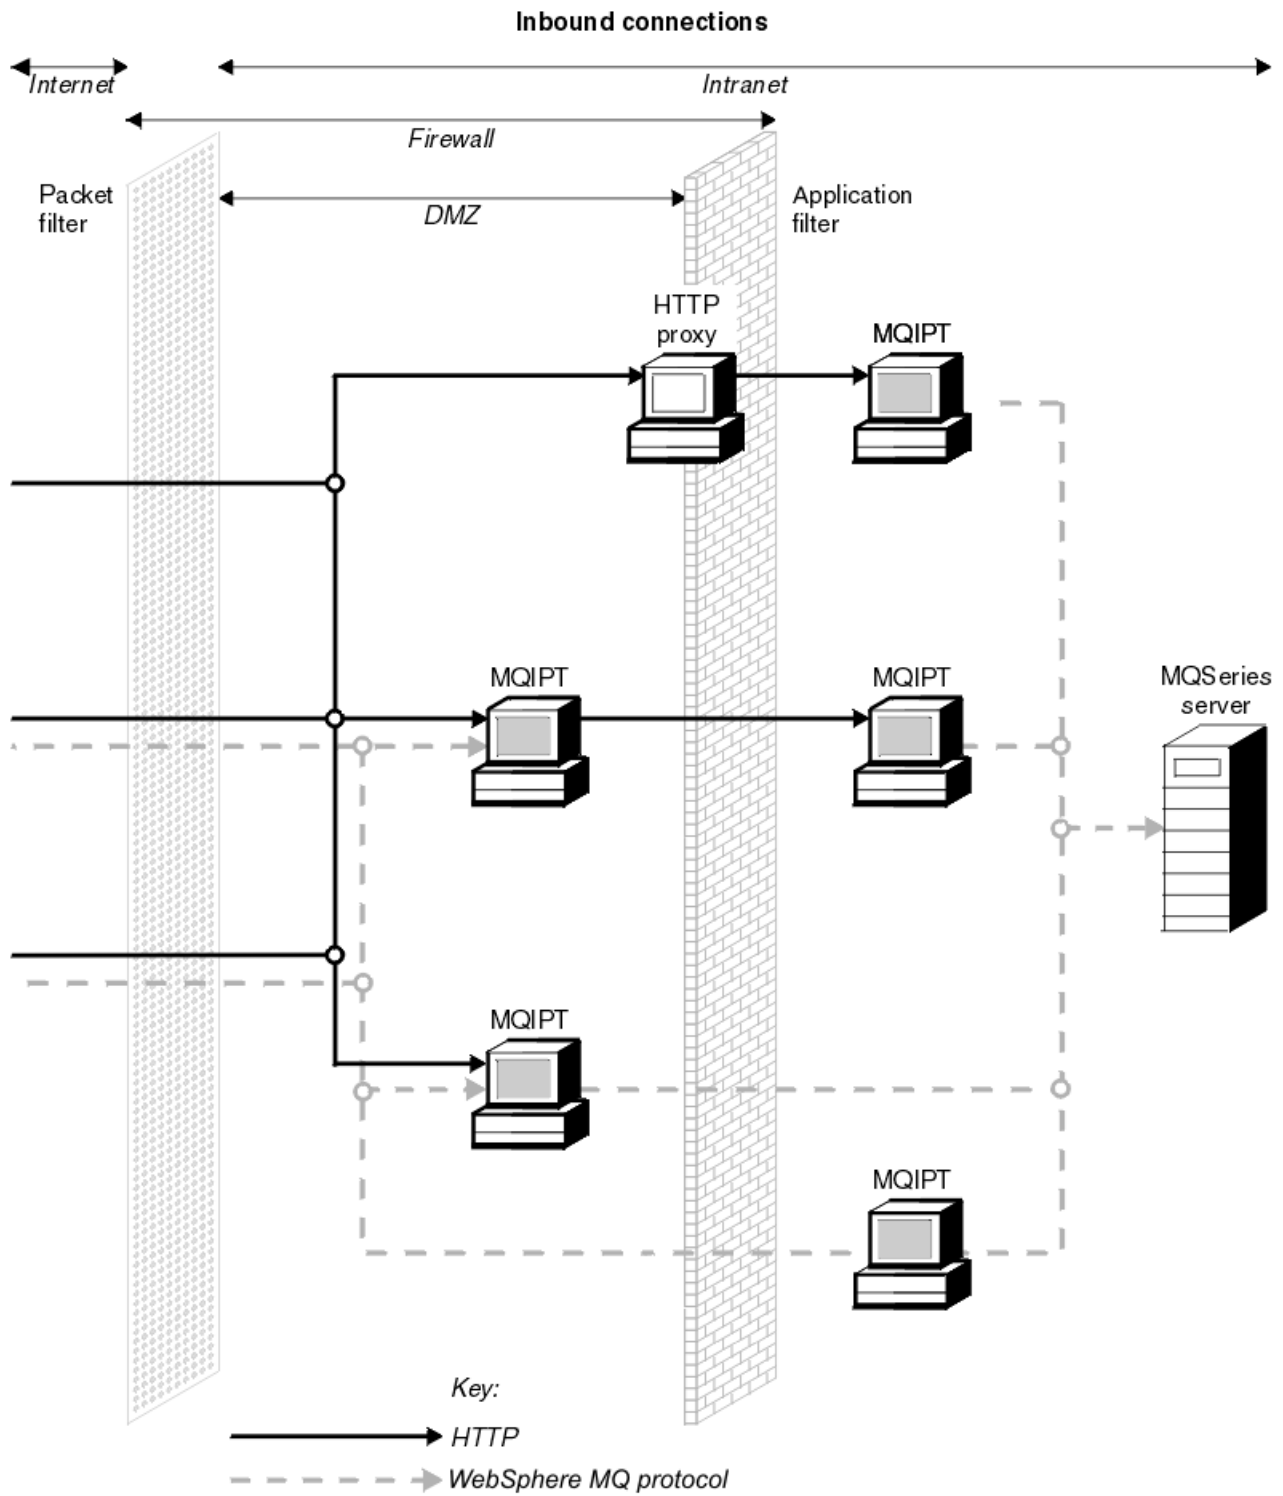 Inbound connections
Internet
Intranet
Firewall
Packet
filter
DMZ
Application
filter
HTTP
proxy
MQIPT
MQIPT
MQIPT
MQSeries
server
MQIPT
MQIPT
Key:
HTTP
WebSphere MQ protocol